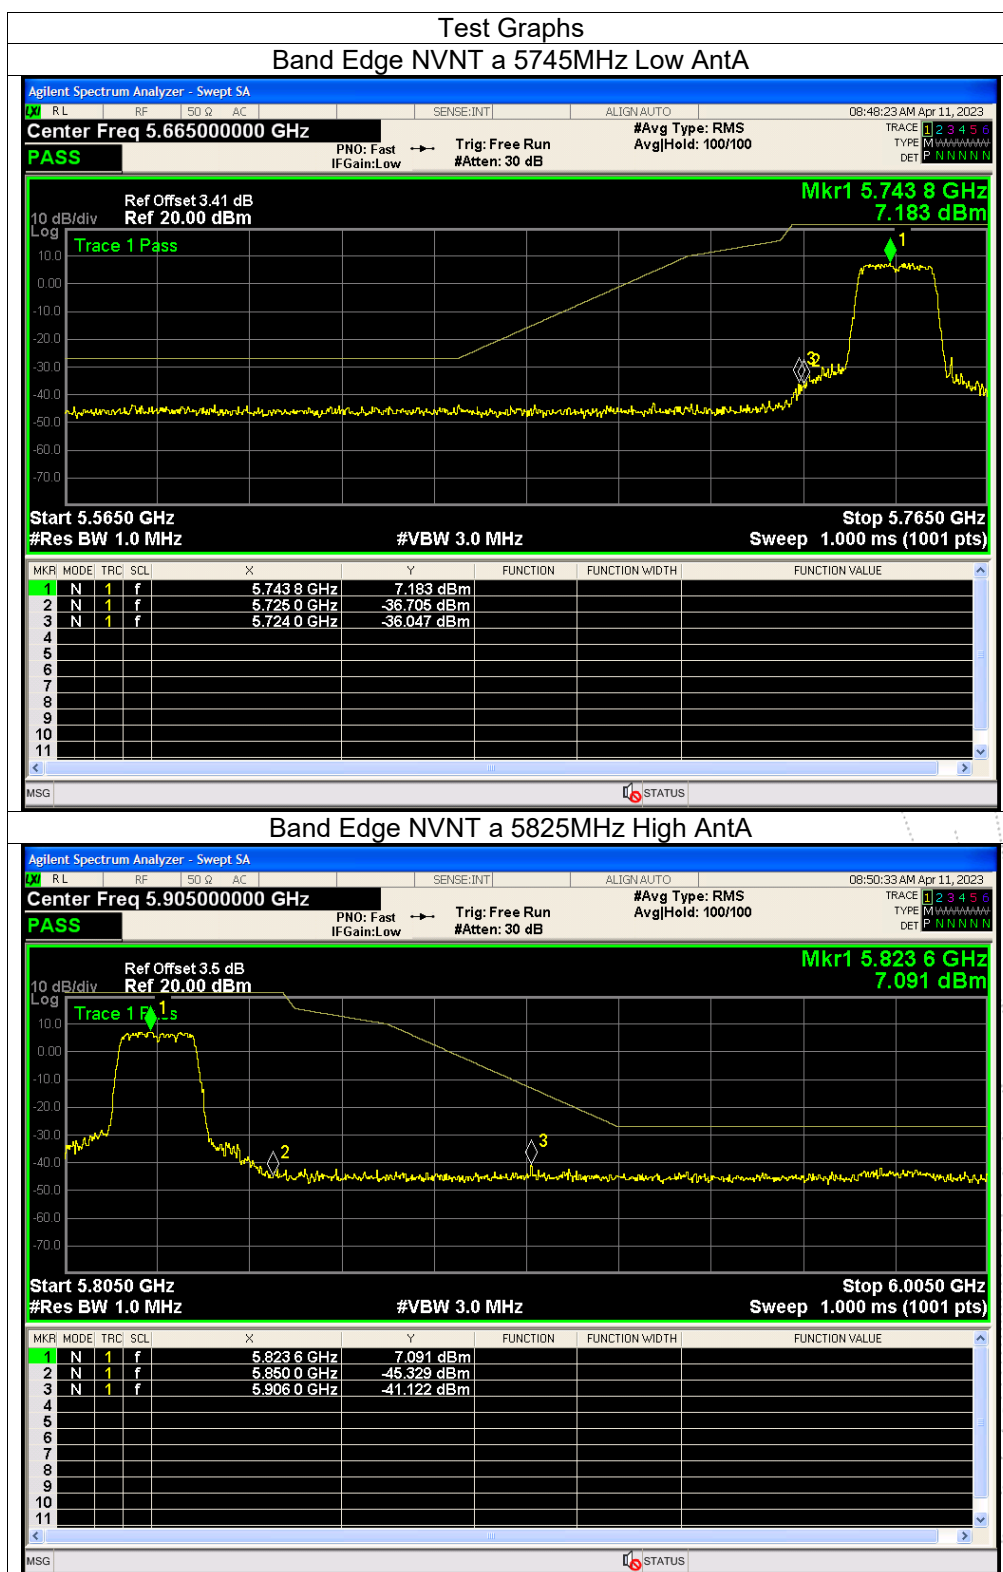 Test Graphs
Band Edge NVNT a 5745MHz Low AntA
Agilent Spectrum Analyzer - Swept SA
LXI RL RF 50 Ω AC SENSE:INT ALIGN AUTO 08:48:23 AM Apr 11, 2023
Center Freq 5.665000000 GHz #Avg Type: RMS TRACE 1 2 3 4 5 6
PASS PNO: Fast Trig: Free Run Avg|Hold: 100/100 TYPE M
IFGain:Low #Atten: 30 dB DET P N N N N N
Mkr1 5.743 8 GHz
7.183 dBm
Ref Offset 3.41 dB
10 dB/div Ref 20.00 dBm
Log
Trace 1 Pass
1
10.0
0.00
-10.0
-20.0
-30.0
3 2
-40.0
-50.0
-60.0
-70.0
Start 5.5650 GHz Stop 5.7650 GHz
#Res BW 1.0 MHz #VBW 3.0 MHz Sweep 1.000 ms (1001 pts)
MKR MODE TRC SCL X Y FUNCTION FUNCTION WIDTH FUNCTION VALUE
1 N 1 f 5.743 8 GHz 7.183 dBm
2 N 1 f 5.725 0 GHz -36.705 dBm
3 N 1 f 5.724 0 GHz -36.047 dBm
4
5
6
7
8
9
10
11
MSG STATUS
Band Edge NVNT a 5825MHz High AntA
Agilent Spectrum Analyzer - Swept SA
LXI RL RF 50 Ω AC SENSE:INT ALIGN AUTO 08:50:33 AM Apr 11, 2023
Center Freq 5.905000000 GHz #Avg Type: RMS TRACE 1 2 3 4 5 6
PASS PNO: Fast Trig: Free Run Avg|Hold: 100/100 TYPE M
IFGain:Low #Atten: 30 dB DET P N N N N N
Mkr1 5.823 6 GHz
7.091 dBm
Ref Offset 3.5 dB
10 dB/div Ref 20.00 dBm
Log
Trace 1
1
10.0
0.00
-10.0
-20.0
-30.0
2
3
-40.0
-50.0
-60.0
-70.0
Start 5.8050 GHz Stop 6.0050 GHz
#Res BW 1.0 MHz #VBW 3.0 MHz Sweep 1.000 ms (1001 pts)
MKR MODE TRC SCL X Y FUNCTION FUNCTION WIDTH FUNCTION VALUE
1 N 1 f 5.823 6 GHz 7.091 dBm
2 N 1 f 5.850 0 GHz -45.329 dBm
3 N 1 f 5.906 0 GHz -41.122 dBm
4
5
6
7
8
9
10
11
MSG STATUS